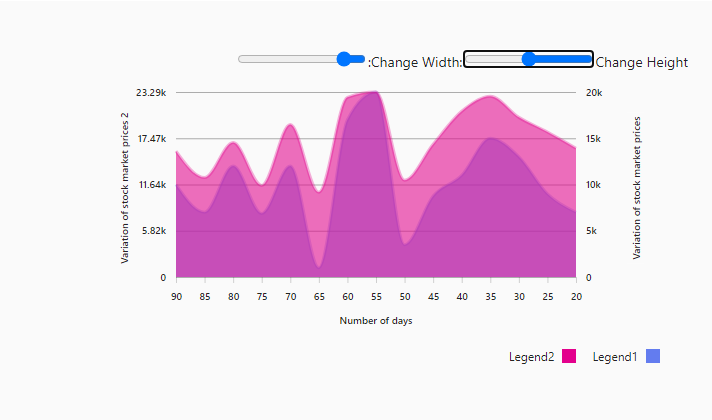 :Change Width: Change Height
23.29k
17.47k
11.64k
5.82k
0
Variation of stock market prices 2
20k
15k
10k
5k
0
Variation of stock market prices
90 85 80 75 70 65 60 55 50 45 40 35 30 25 20
Number of days
Legend2 Legend1